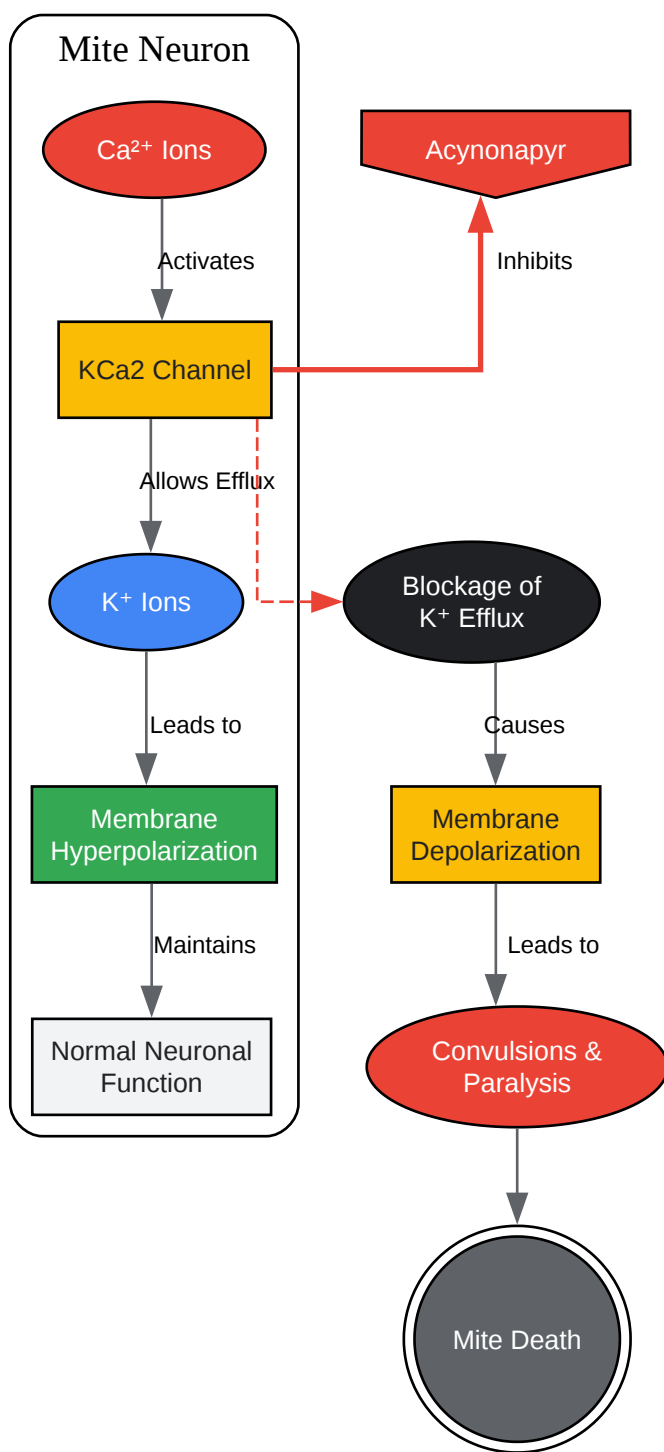 Mite Neuron
Ca²⁺ Ions
Acynonapyr
Activates
Inhibits
KCa2 Channel
Allows Efflux
K⁺ Ions
Blockage of
K⁺ Efflux
Leads to
Causes
Membrane
Hyperpolarization
Membrane
Depolarization
Maintains
Leads to
Normal Neuronal
Function
Convulsions &
Paralysis
Mite Death